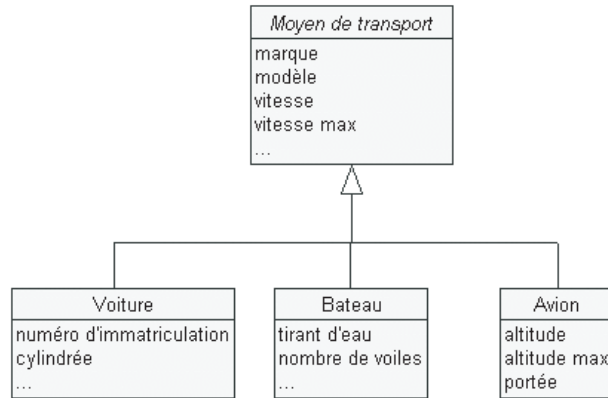 Moyen de transport
marque
modèle
vitesse
vitesse max
...
Voiture
numéro d'immatriculation
cylindrée
...
Bateau
tirant d'eau
nombre de voiles
...
Avion
altitude
altitude max
portée